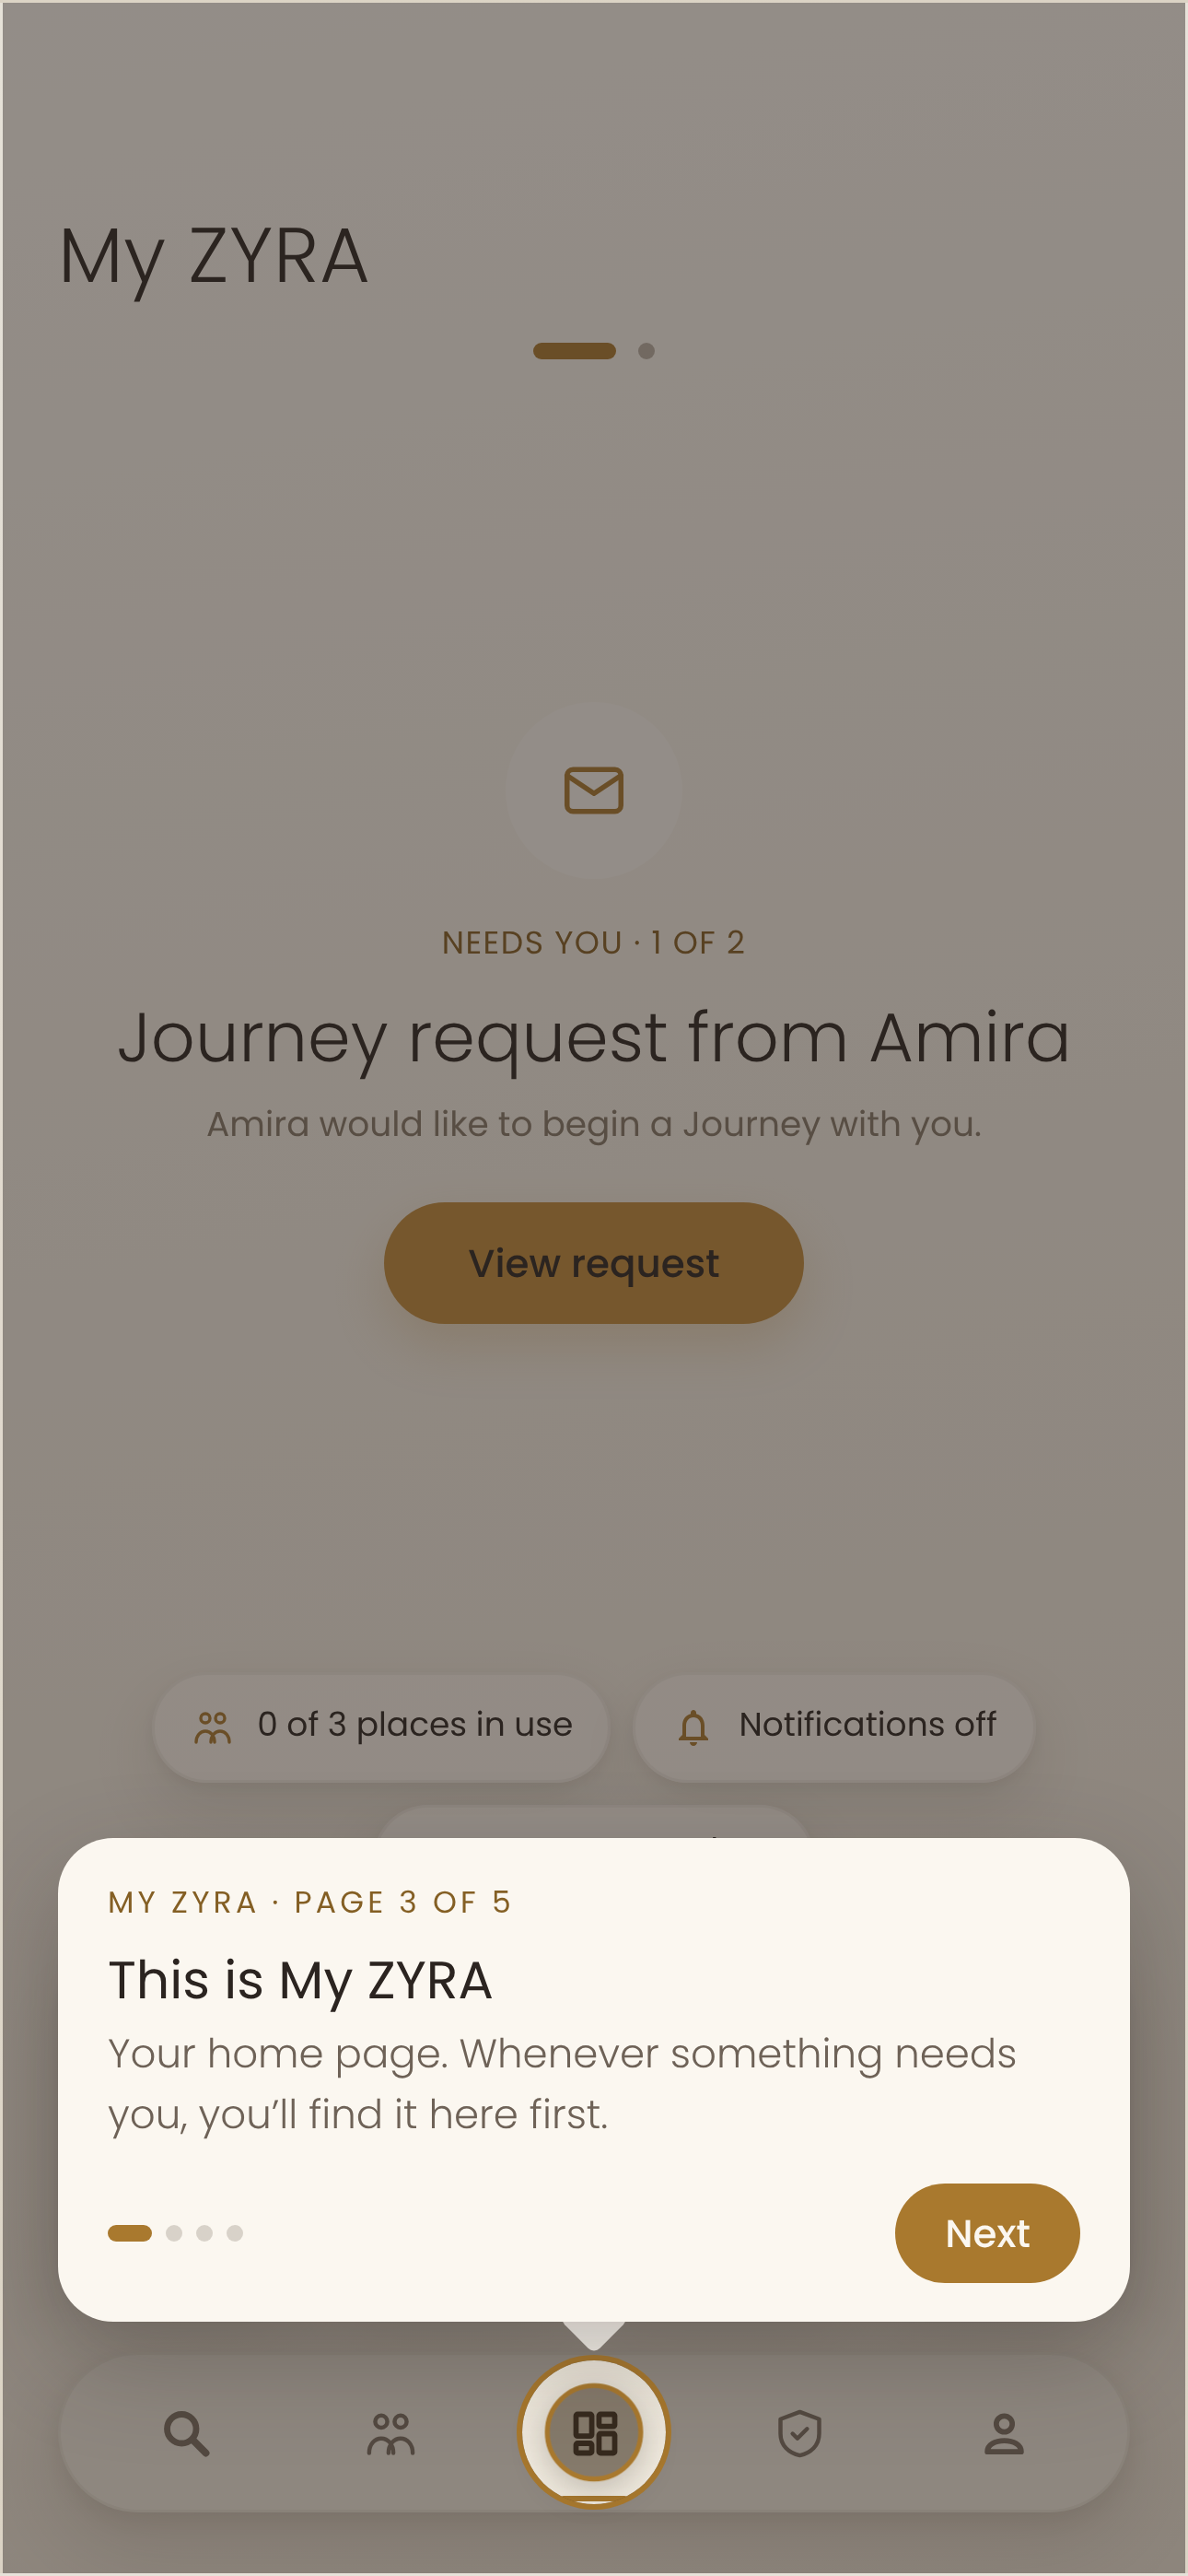 My ZYRA
NEEDS YOU · 1 OF 2
Journey request from Amira
Amira would like to begin a Journey with you.
View request
0 of 3 places in use
Notifications off
MY ZYRA · PAGE 3 OF 5
This is My ZYRA
Your home page. Whenever something needs
you, you’ll find it here first.
Next